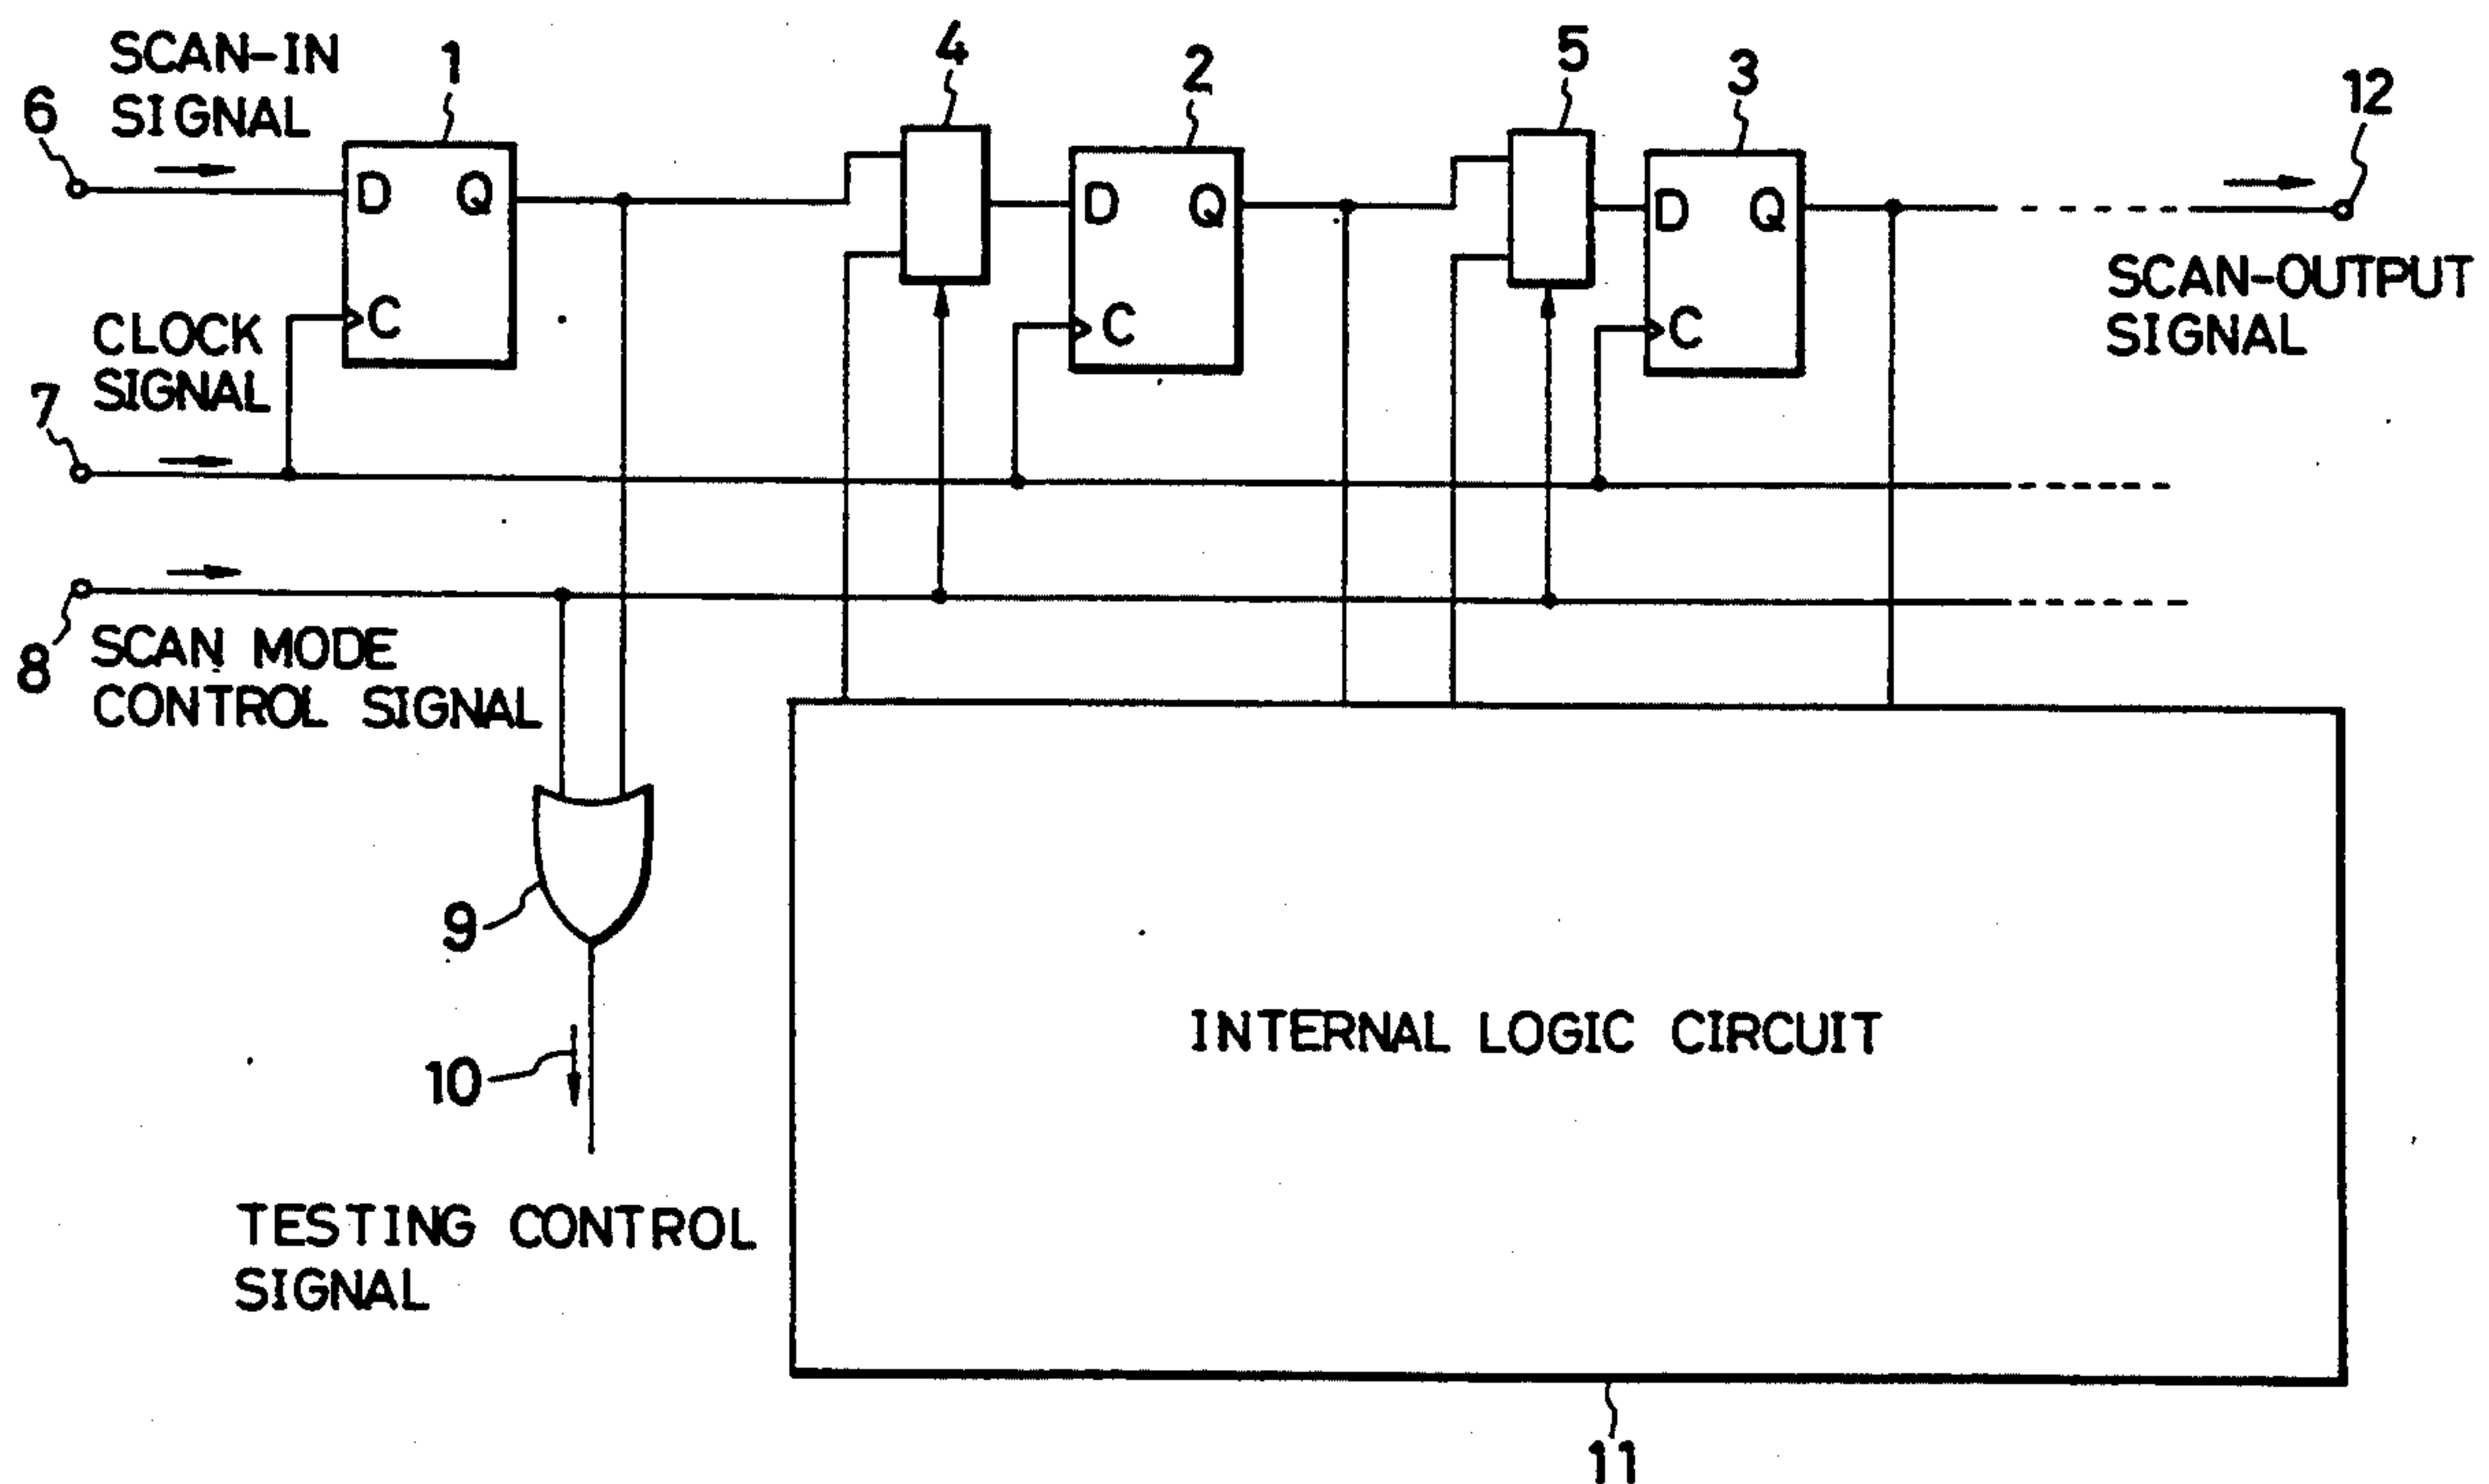 SCAN-IN
SIGNAL
1
4
2
5
3
12
6
D Q
C
D Q
C
D Q
C
SCAN-OUTPUT
SIGNAL
CLOCK
SIGNAL
7
8
SCAN MODE
CONTROL SIGNAL
9
10
INTERNAL LOGIC CIRCUIT
TESTING CONTROL
SIGNAL
11